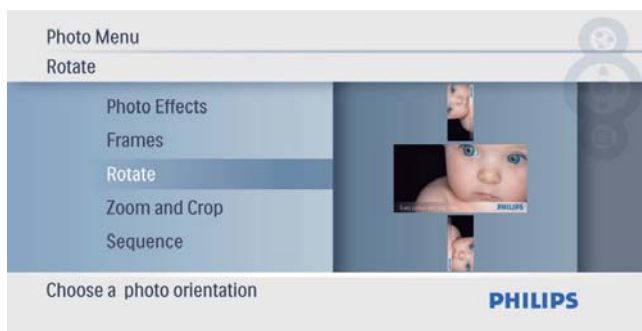 Photo Menu
Rotate
Photo Effects
Frames
Rotate
Zoom and Crop
Sequence
PHILIPS
Choose a photo orientation
PHILIPS